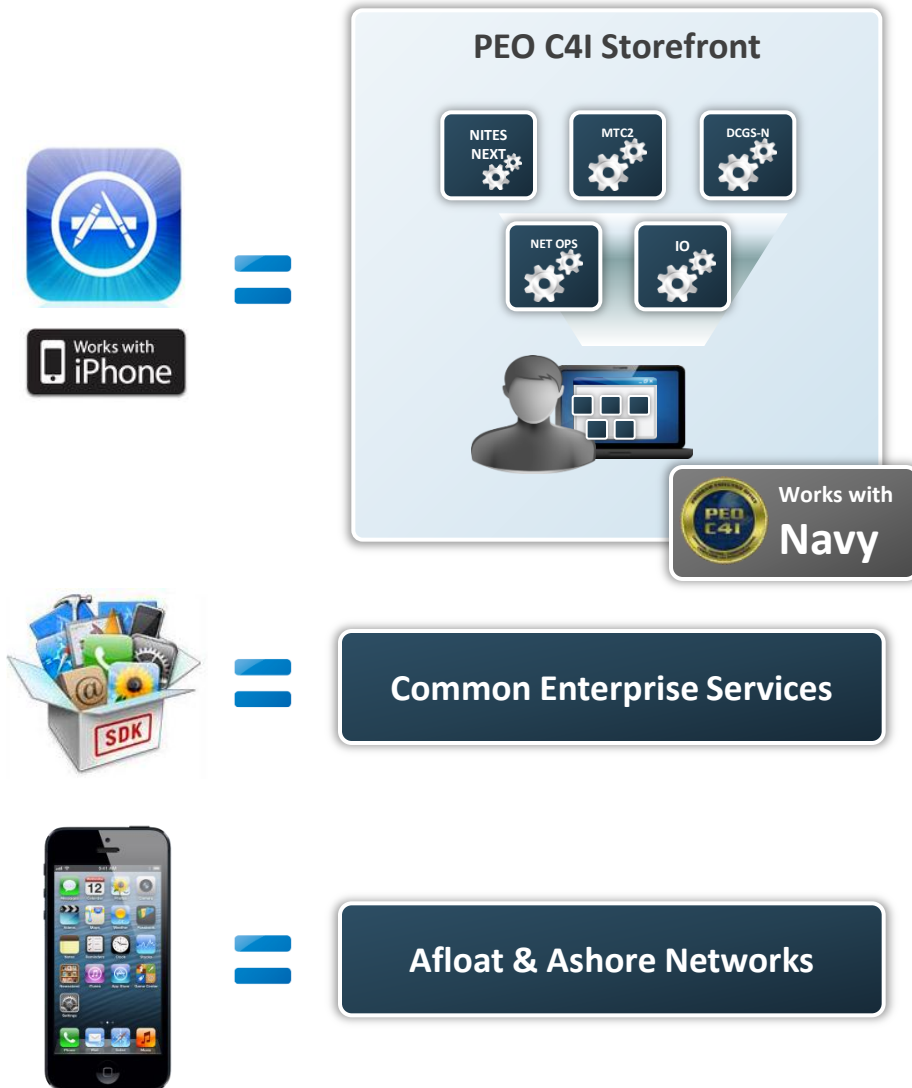 PEO C4I Storefront
NITES
NEXT
MTC2
DCGS-N
NET OPS
IO
Works with
iPhone
PEO
C4I
Works with
Navy
@
SDK
Common Enterprise Services
12
Afloat & Ashore Networks